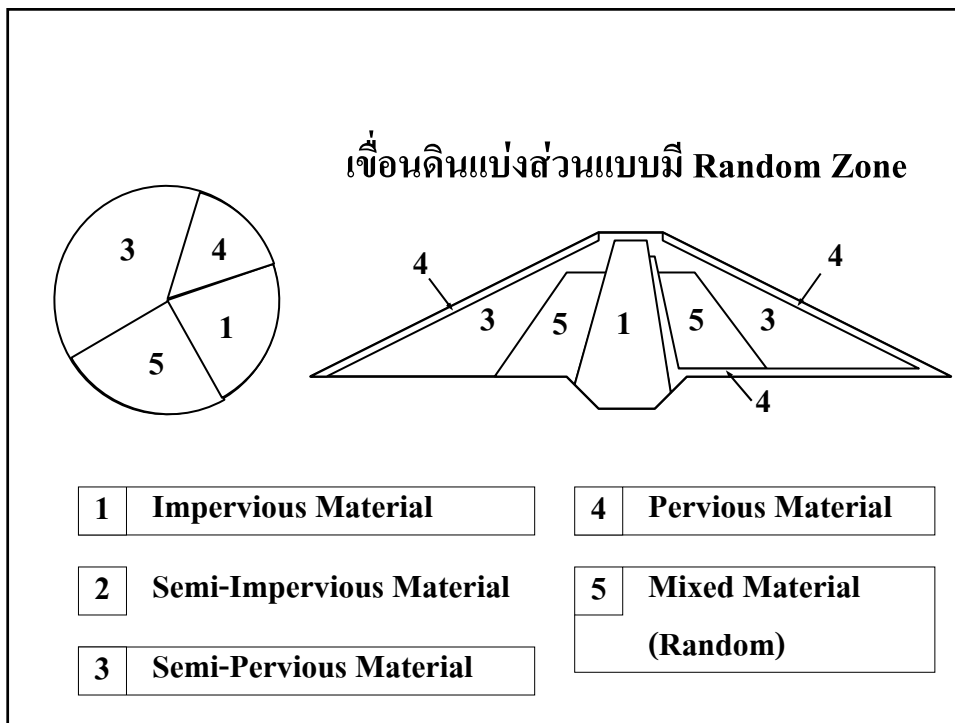 เขื่อนดินแบ่งส่วนแบบมี Random Zone
3
4
1
5
4
3
5
1
5
3
4
4
1 Impervious Material
2 Semi-Impervious Material
3 Semi-Pervious Material
4 Pervious Material
5 Mixed Material
(Random)